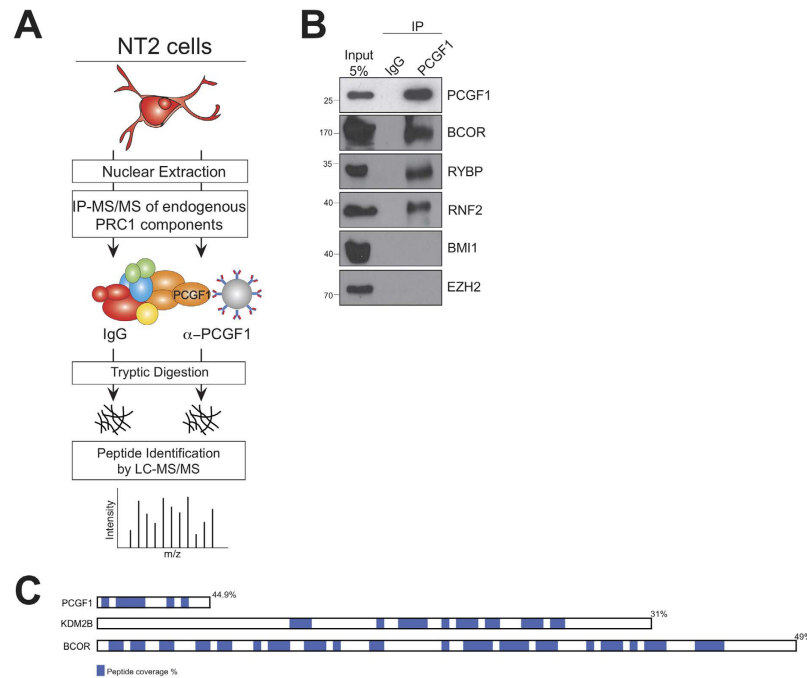 A
NT2 cells
Nuclear Extraction
IP-MS/MS of endogenous
PRC1 components
PCGF1
IgG
α–PCGF1
Tryptic Digestion
Peptide Identification
by LC-MS/MS
Intensity
m/z
B
IP
Input
5%
IgG
PCGF1
25
PCGF1
170
BCOR
35
RYBP
40
RNF2
40
BMI1
70
EZH2
C
PCGF1
44.9%
KDM2B
31%
BCOR
49%
Peptide coverage %